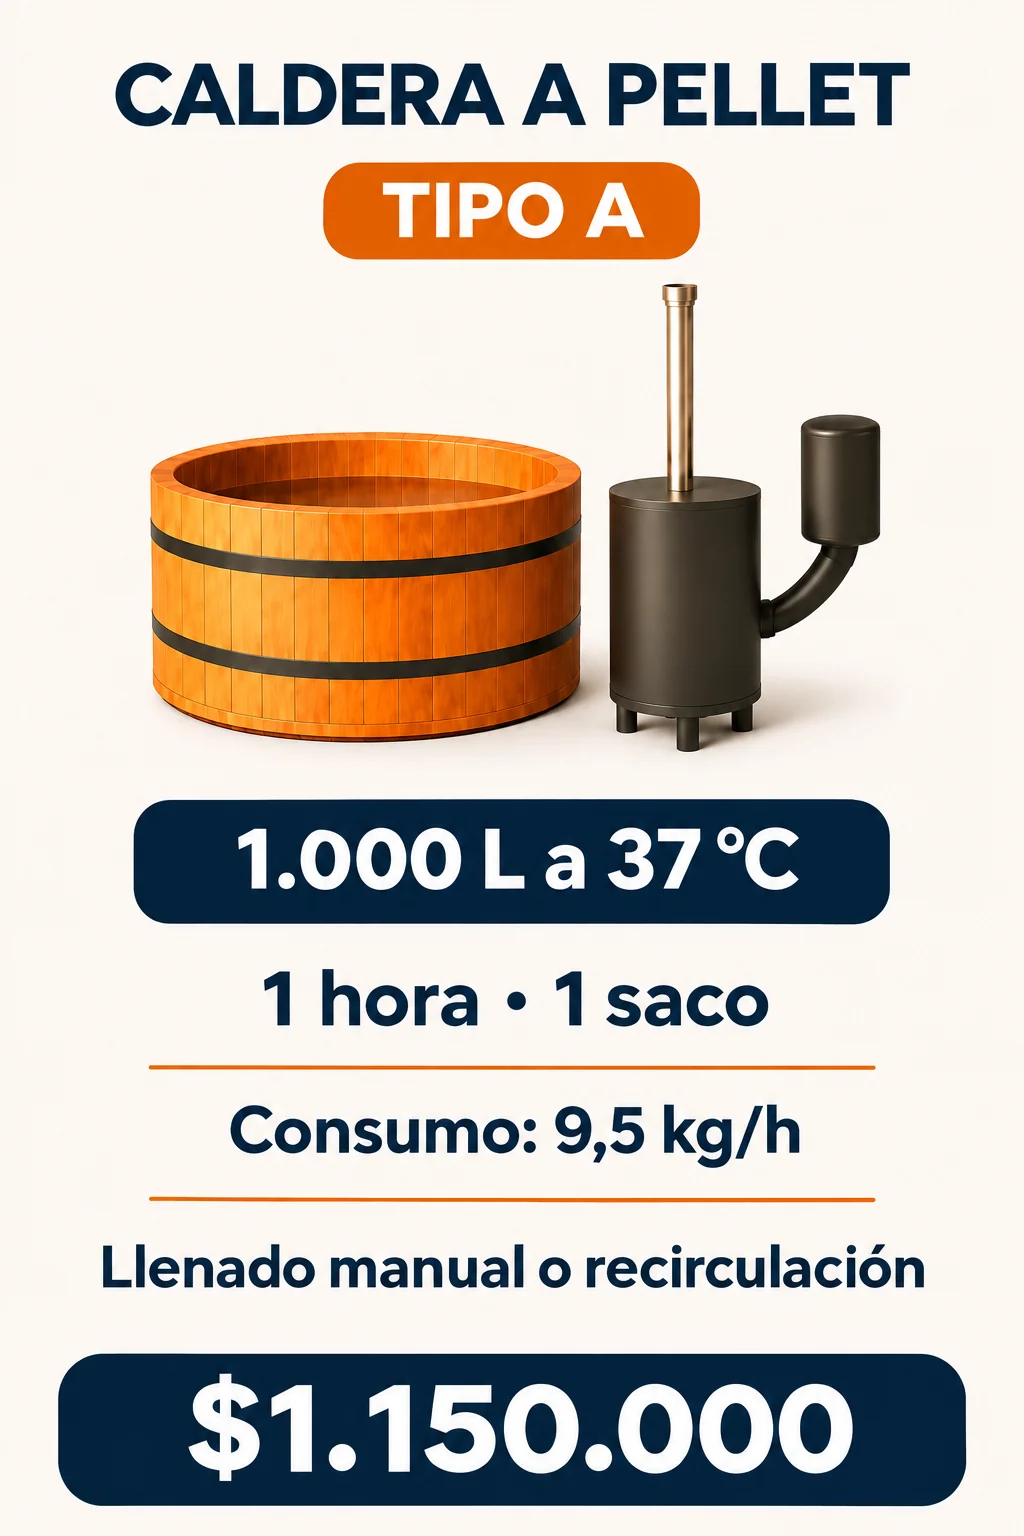 CALDERA A PELLET
TIPO A
1.000 L a 37 °C
1 hora • 1 saco
Consumo: 9,5 kg/h
Llenado manual o recirculación
$1.150.000